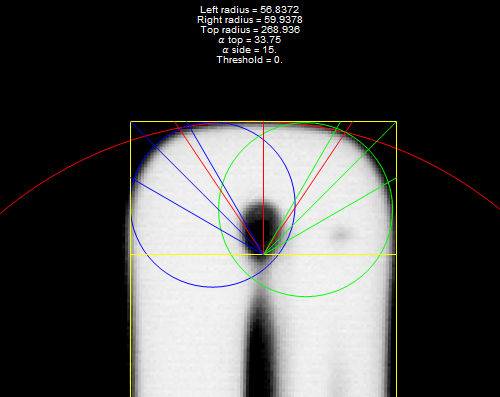 Left radius = 56.8372
Right radius = 59.9378
Top radius = 268.936
α top = 33.75
α side = 15.
Threshold = 0.